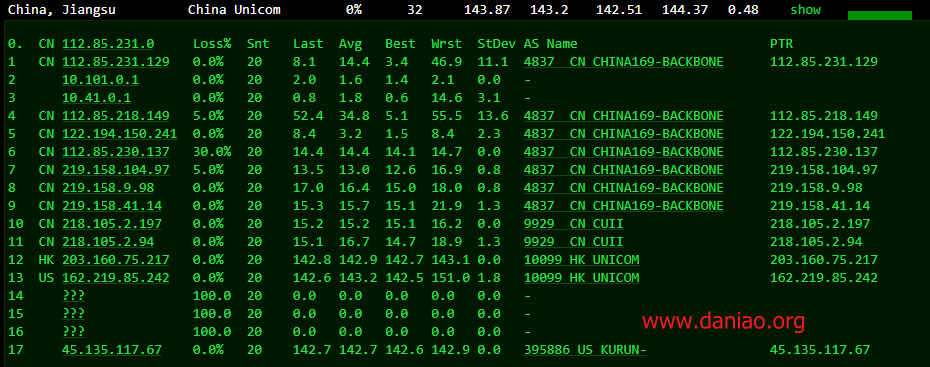 China, Jiangsu China Unicom 0% 32 143.87 143.2 142.51 144.37 0.48 show
0. CN 112.85.231.0 Loss% Snt Last Avg Best Wrst StDev AS Name PTR
1 CN 112.85.231.129 0.0% 20 8.1 14.4 3.4 46.9 11.1 4837 CN CHINA169-BACKBONE 112.85.231.129
2 10.101.0.1 0.0% 20 2.0 1.6 1.4 2.1 0.0 -
3 10.41.0.1 0.0% 20 0.8 1.8 0.6 14.6 3.1 -
4 CN 112.85.218.149 5.0% 20 52.4 34.8 5.1 55.5 13.6 4837 CN CHINA169-BACKBONE 112.85.218.149
5 CN 122.194.150.241 0.0% 20 8.4 3.2 1.5 8.4 2.3 4837 CN CHINA169-BACKBONE 122.194.150.241
6 CN 112.85.230.137 30.0% 20 14.4 14.4 14.1 14.7 0.0 4837 CN CHINA169-BACKBONE 112.85.230.137
7 CN 219.158.104.97 5.0% 20 13.5 13.0 12.6 16.9 0.8 4837 CN CHINA169-BACKBONE 219.158.104.97
8 CN 219.158.9.98 0.0% 20 17.0 16.4 15.0 18.0 0.8 4837 CN CHINA169-BACKBONE 219.158.9.98
9 CN 219.158.41.14 0.0% 20 15.3 15.7 15.1 21.9 1.3 4837 CN CHINA169-BACKBONE 219.158.41.14
10 CN 218.105.2.197 0.0% 20 15.2 15.2 15.1 16.2 0.0 9929 CN CUII 218.105.2.197
11 CN 218.105.2.94 0.0% 20 15.1 16.7 14.7 18.9 1.3 9929 CN CUII 218.105.2.94
12 HK 203.160.75.217 0.0% 20 142.8 142.9 142.7 143.1 0.0 10099 HK UNICOM 203.160.75.217
13 US 162.219.85.242 0.0% 20 142.6 143.2 142.5 151.0 1.8 10099 HK UNICOM 162.219.85.242
14 ??? 100.0 20 0.0 0.0 0.0 0.0 0.0 -
15 ??? 100.0 20 0.0 0.0 0.0 0.0 0.0 -
16 ??? 100.0 20 0.0 0.0 0.0 0.0 0.0 -
www.daniao.org
17 45.135.117.67 0.0% 20 142.7 142.7 142.6 142.9 0.0 395886 US KURUN- 45.135.117.67